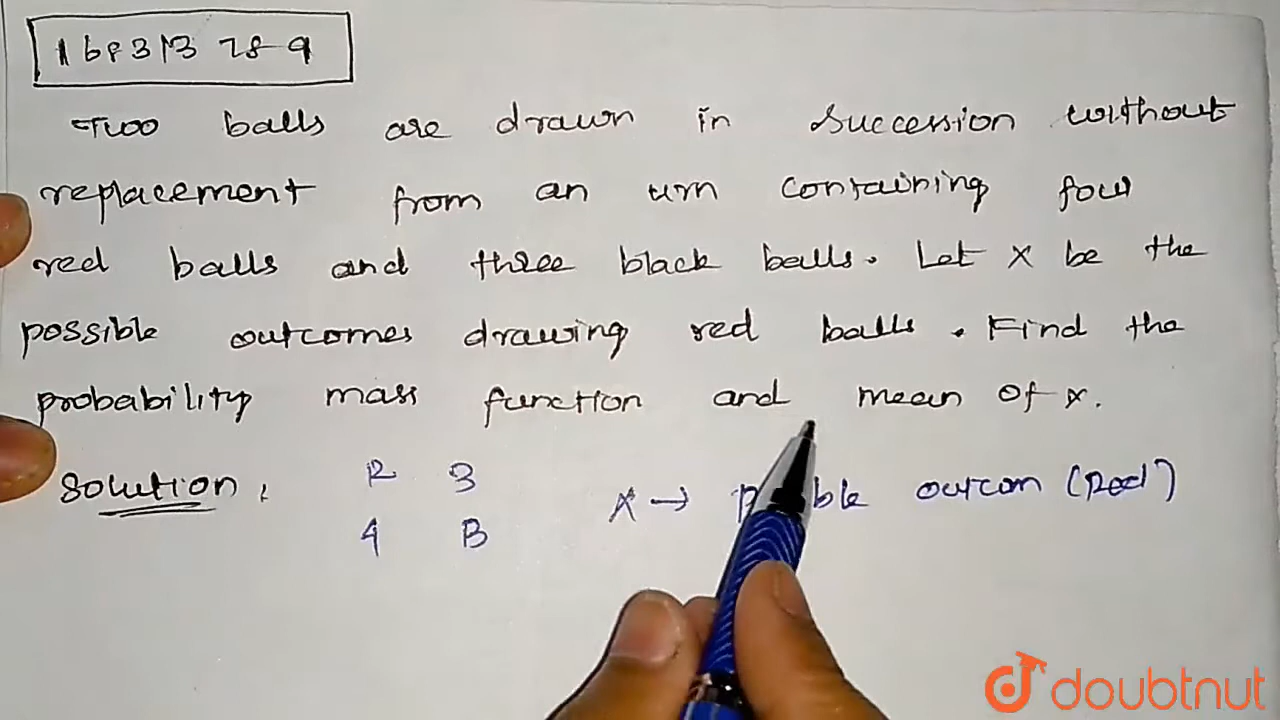 Two balls are drawn in succession without
replacement from an urn containing four
red balls and three black balls. Let X be the
possible outcomes drawing red balls. Find the
probability mass function and mean of x.
Solution:
R 3
4 B
X → ble outcom (Red)
doubtnut